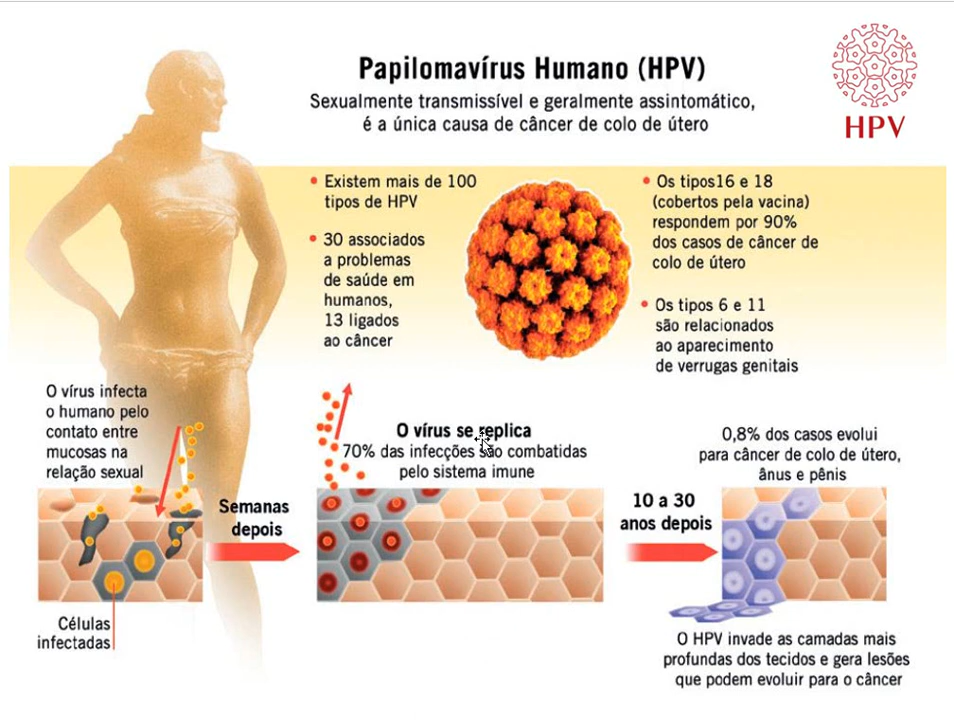 Papilomavírus Humano (HPV)
Sexualmente transmissível e geralmente assintomático,
é a única causa de câncer de colo de útero
HPV
• Existem mais de 100
tipos de HPV
• 30 associados
a problemas
de saúde em
humanos,
13 ligados
ao câncer
• Os tipos16 e 18
(cobertos pela vacina)
respondem por 90%
dos casos de câncer de
colo de útero
• Os tipos 6 e 11
são relacionados
ao aparecimento
de verrugas genitais
O vírus infecta
o humano pelo
contato entre
mucosas na
relação sexual
Células
infectadas
Semanas
depois
O vírus se replica
70% das infecções são combatidas
pelo sistema imune
10 a 30
anos depois
0,8% dos casos evolui
para câncer de colo de útero,
ânus e pênis
O HPV invade as camadas mais
profundas dos tecidos e gera lesões
que podem evoluir para o câncer